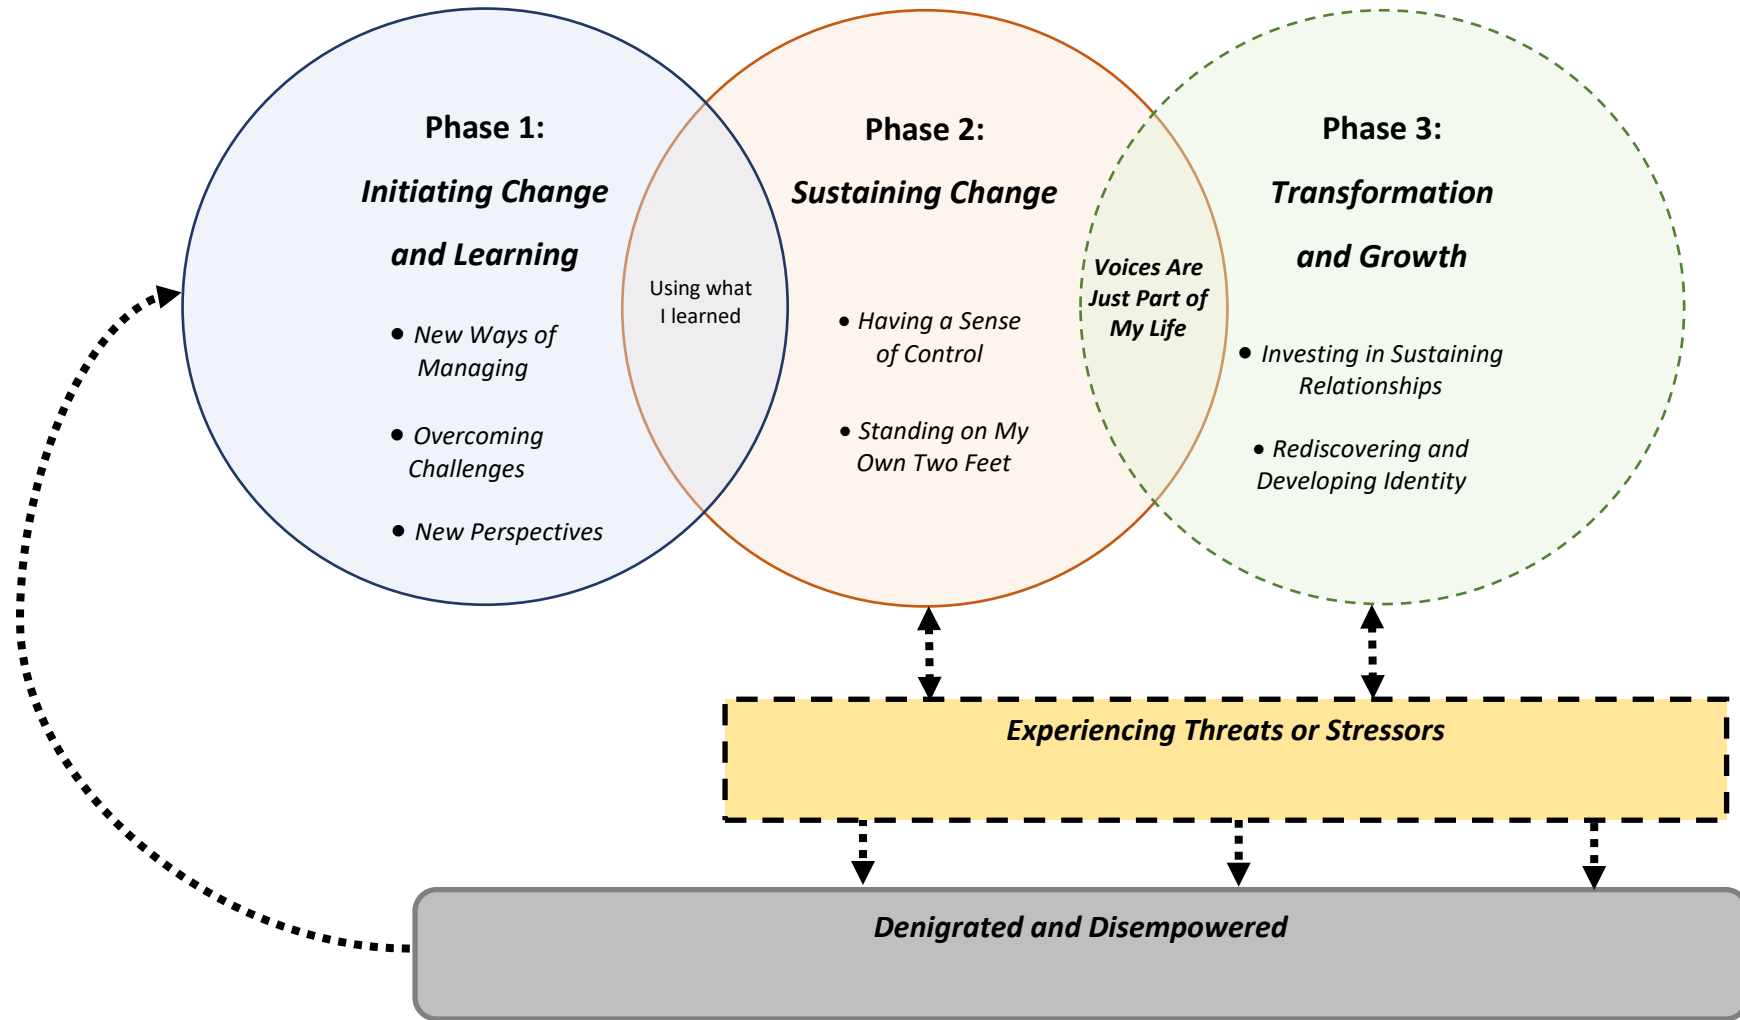 Phase 1:
Initiating Change
and Learning
● New Ways of
Managing
● Overcoming
Challenges
● New Perspectives
Using what
I learned
Phase 2:
Sustaining Change
● Having a Sense
of Control
● Standing on My
Own Two Feet
Voices Are
Just Part of
My Life
Phase 3:
Transformation
and Growth
● Investing in Sustaining
Relationships
● Rediscovering and
Developing Identity
Experiencing Threats or Stressors
Denigrated and Disempowered